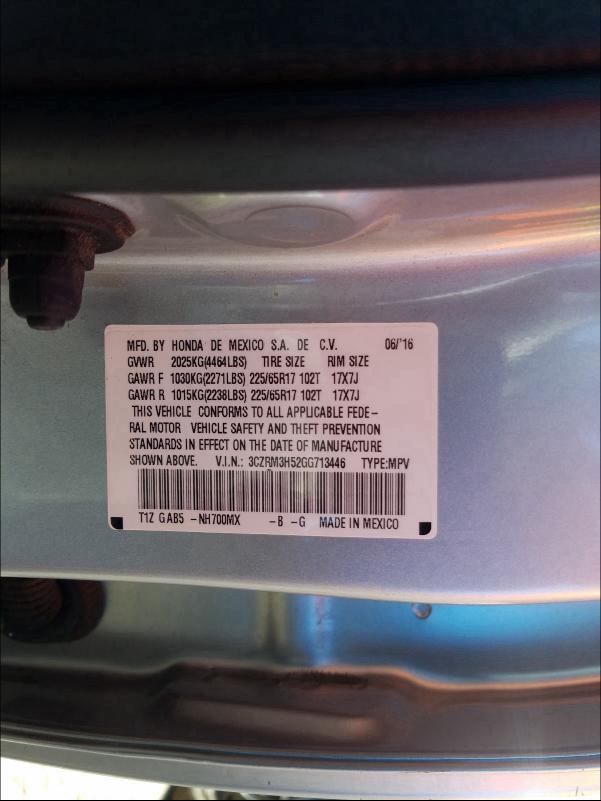 MFD. BY HONDA DE MEXICO S.A. DE C.V. 06/'16
GVWR 2025KG(4464LBS) TIRE SIZE RIM SIZE
GAWR F 1030KG(2271LBS) 225/65R17 102T 17X7J
GAWR R 1015KG(2238LBS) 225/65R17 102T 17X7J
THIS VEHICLE CONFORMS TO ALL APPLICABLE FEDE-
RAL MOTOR VEHICLE SAFETY AND THEFT PREVENTION
STANDARDS IN EFFECT ON THE DATE OF MANUFACTURE
SHOWN ABOVE. V.I.N.: 3CZRM3H52GG713446 TYPE:MPV
T1Z GAB5 -NH700MX -B -G MADE IN MEXICO